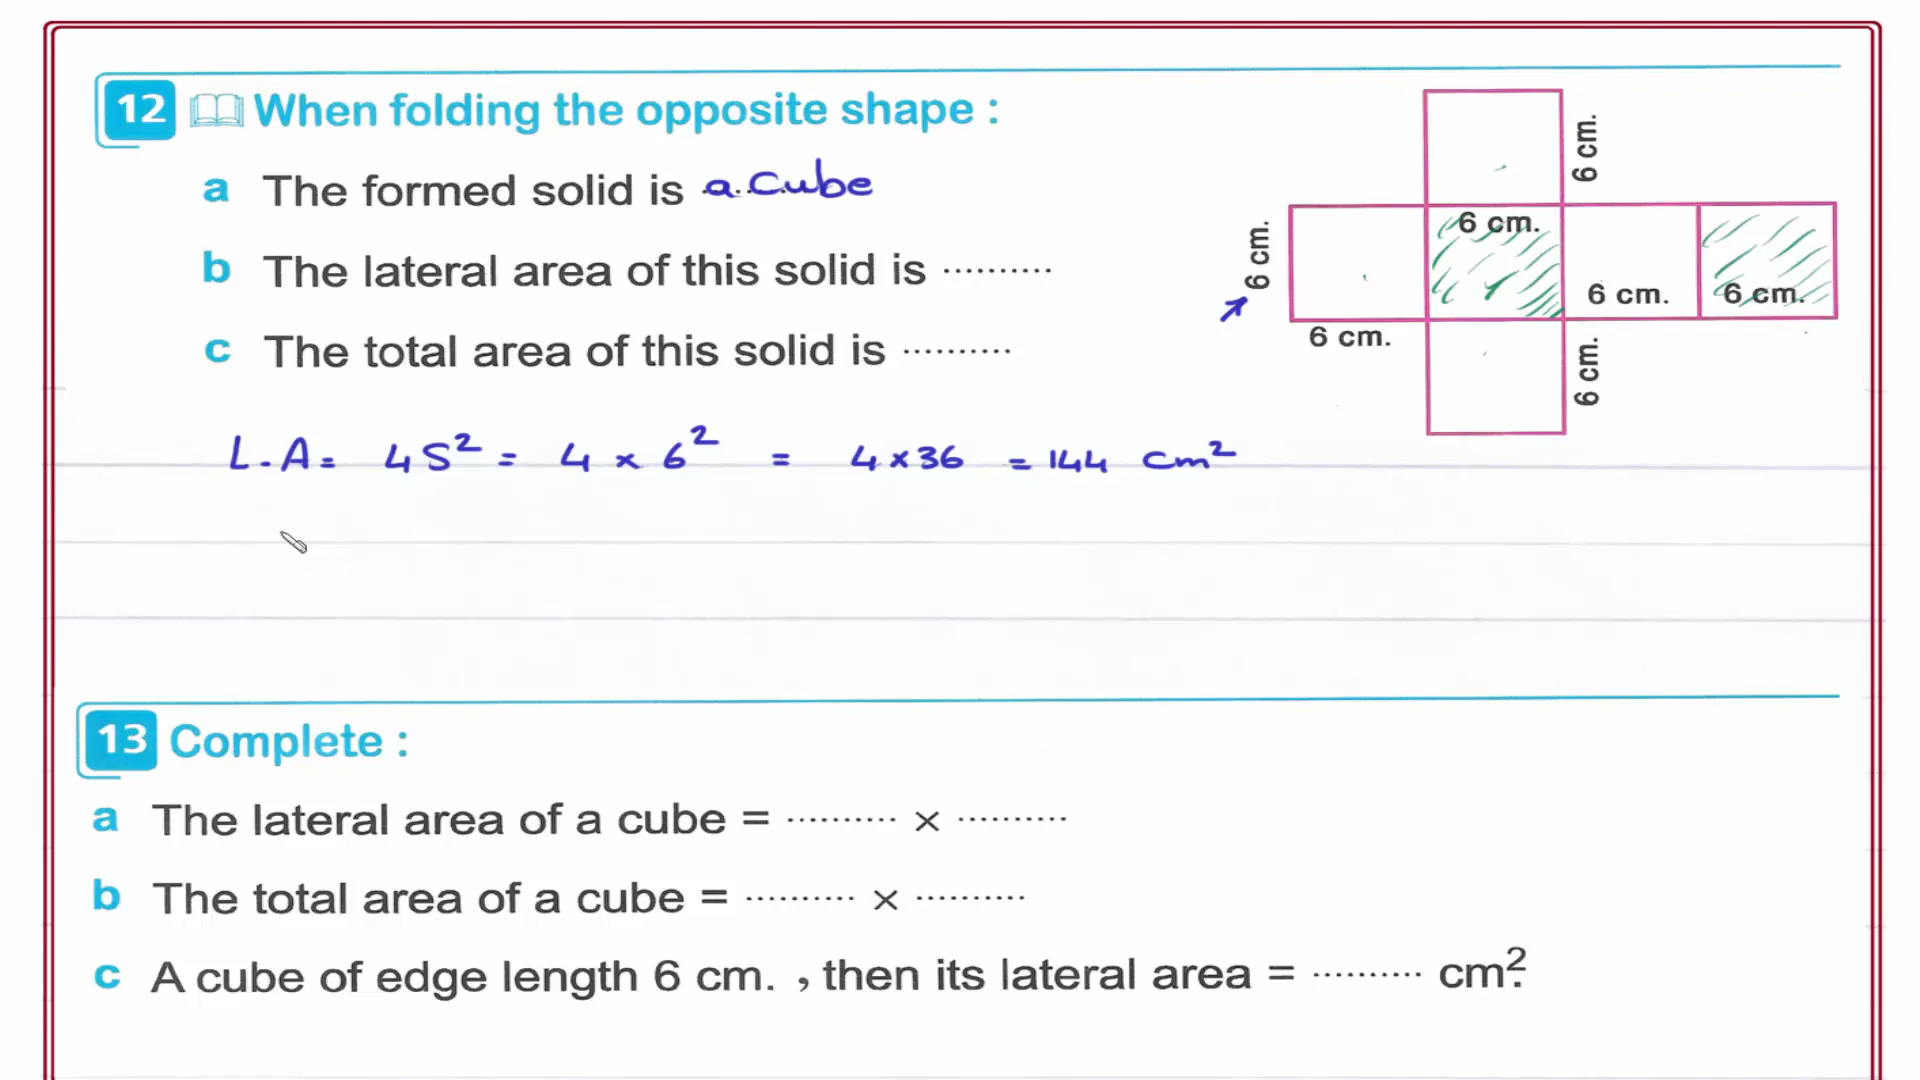 12 When folding the opposite shape :
a The formed solid is a Cube
b The lateral area of this solid is ..........
c The total area of this solid is ..........
6 cm.
6 cm.
6 cm.
6 cm.
6 cm.
6 cm.
6 cm.
L.A = 4S² = 4 × 6² = 4×36 = 144 cm²
13 Complete :
a The lateral area of a cube = .......... × ..........
b The total area of a cube = .......... × ..........
c A cube of edge length 6 cm. , then its lateral area = .......... cm².